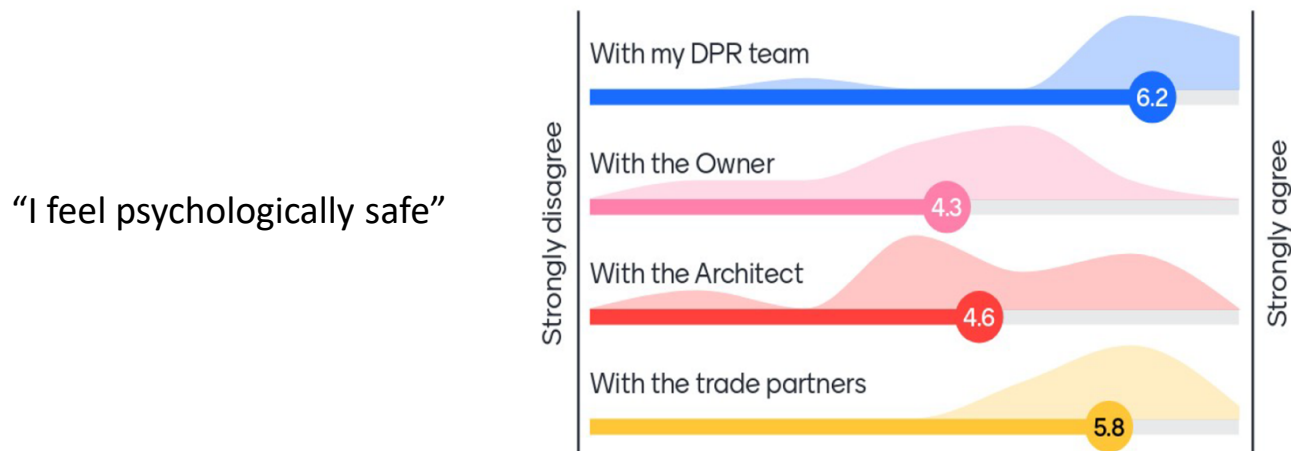 “I feel psychologically safe”
Strongly disagree
With my DPR team
6.2
With the Owner
4.3
With the Architect
4.6
With the trade partners
5.8
Strongly agree